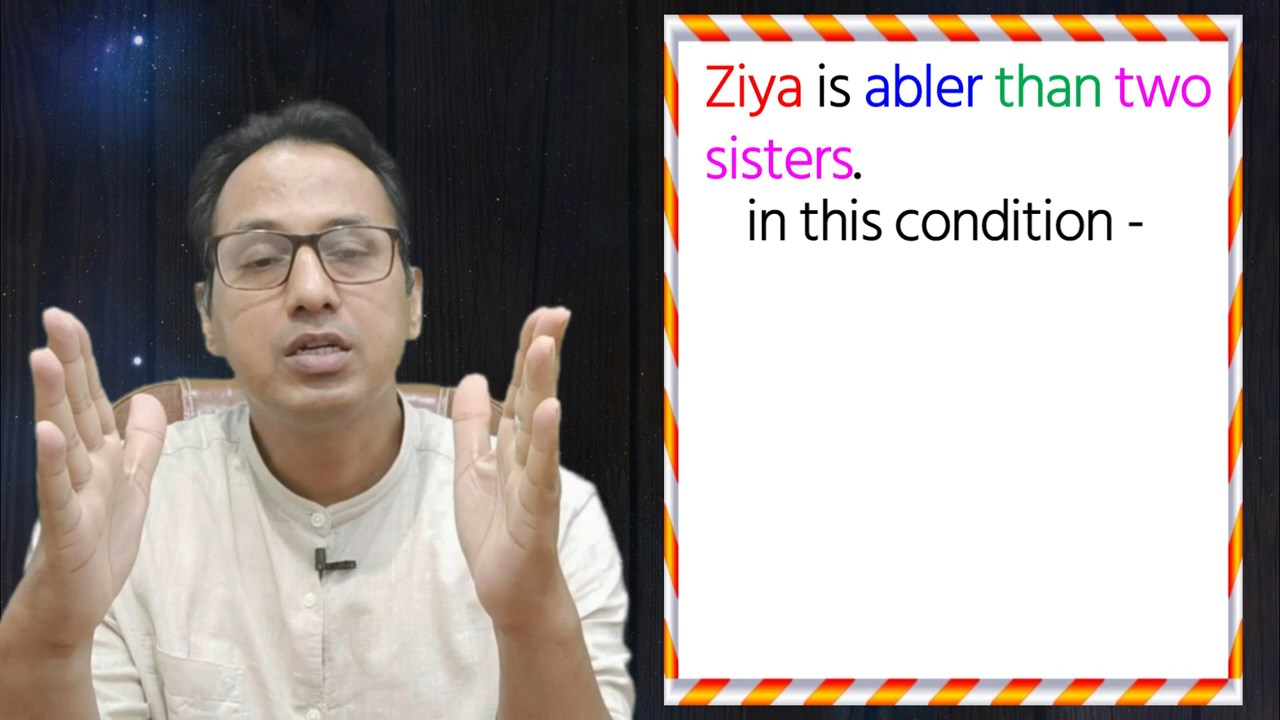 Ziya is abler than two
sisters.
in this condition -